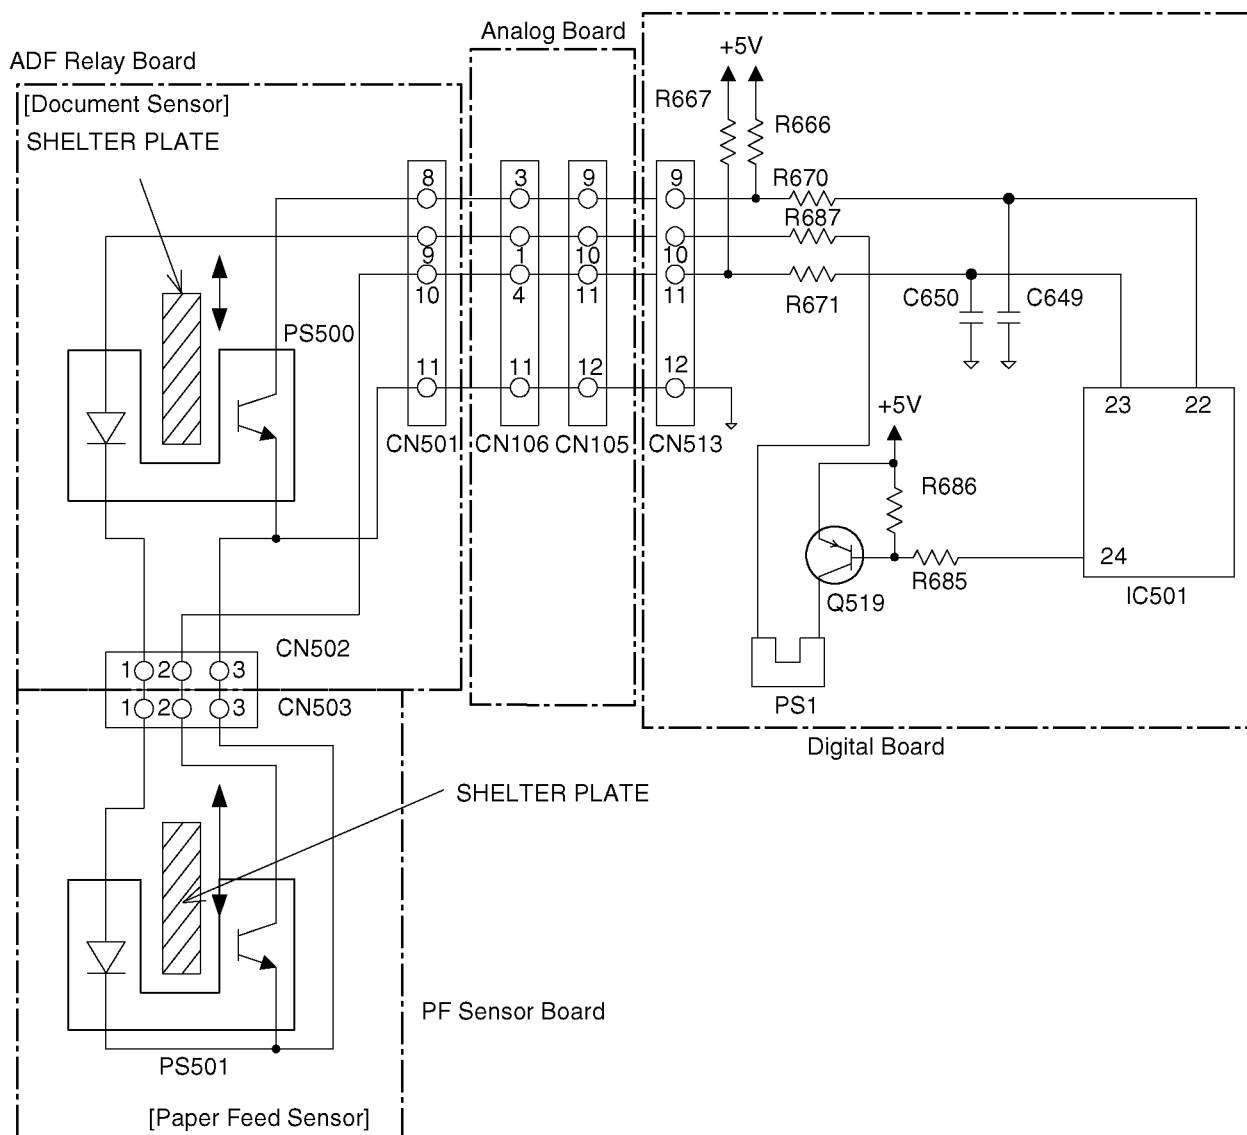 Analog Board
ADF Relay Board
+5V
[Document Sensor]
SHELTER PLATE
R667
R666
8
3
9
9
R670
R687
9
1
10
10
10
4
11
11
R671
C650
C649
PS500
11
11
12
12
CN501
CN106
CN105
CN513
+5V
23
22
R686
24
R685
Q519
IC501
CN502
1
2
3
CN503
1
2
3
PS1
Digital Board
SHELTER PLATE
PF Sensor Board
PS501
[Paper Feed Sensor]